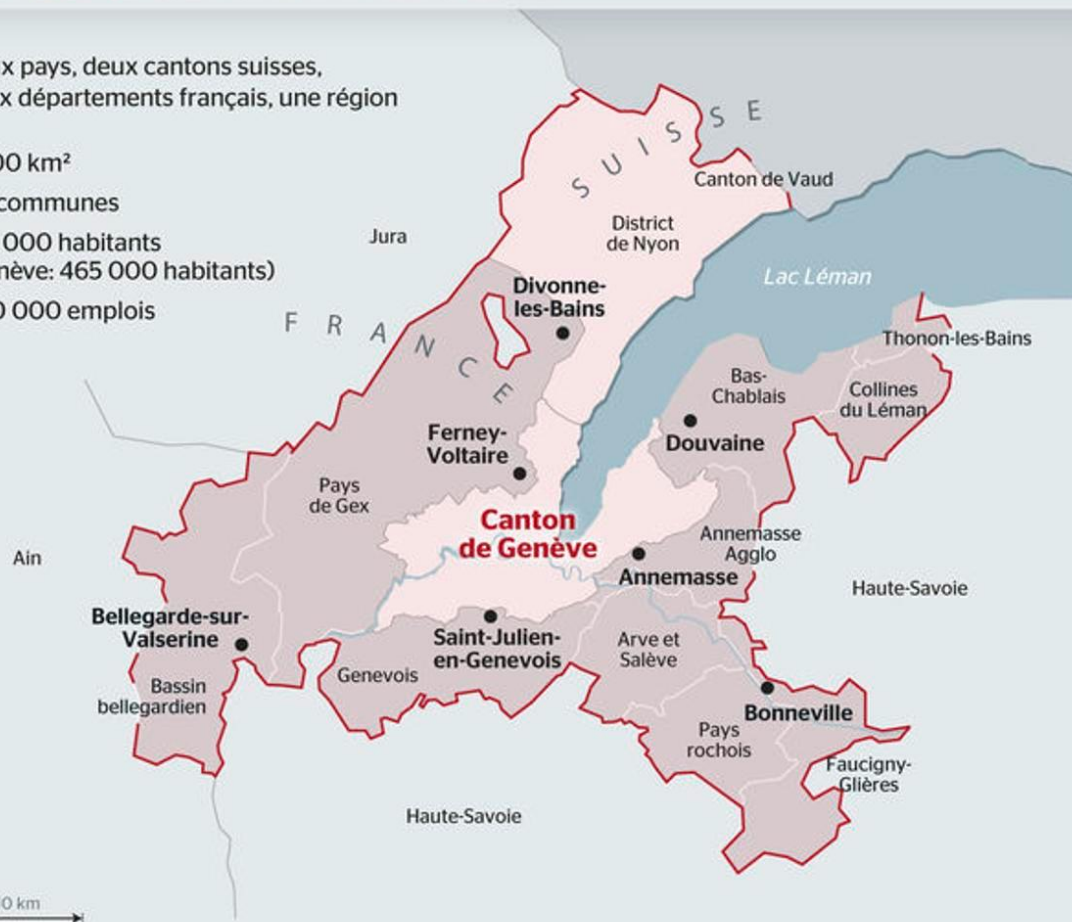 x pays, deux cantons suisses,
x départements français, une région
00 km²
communes
000 habitants
nève: 465 000 habitants)
0 000 emplois
SUISSE
Canton de Vaud
District
de Nyon
Jura
Divonne-
les-Bains
Lac Léman
FRANCE
Thonon-les-Bains
Bas-
Chablais
Collines
du Léman
Ferney-
Voltaire
Douvaine
Pays
de Gex
Canton
de Genève
Annemasse
Agglo
Ain
Annemasse
Haute-Savoie
Bellegarde-sur-
Valserine
Saint-Julien-
en-Genevois
Arve et
Salève
Genevois
Bassin
bellegardien
Bonneville
Pays
rochois
Faucigny-
Glières
Haute-Savoie
0 km